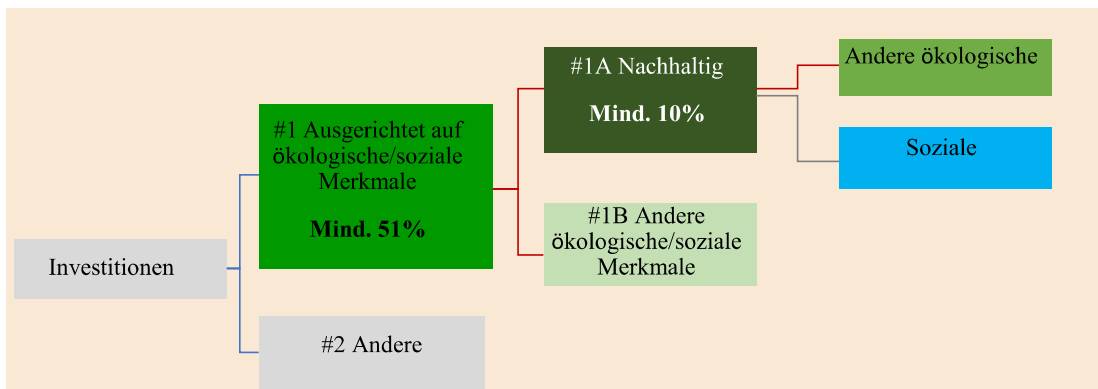 Investitionen
#1 Ausgerichtet auf
ökologische/soziale
Merkmale
Mind. 51%
#2 Andere
#1A Nachhaltig
Mind. 10%
#1B Andere
ökologische/soziale
Merkmale
Andere ökologische
Soziale